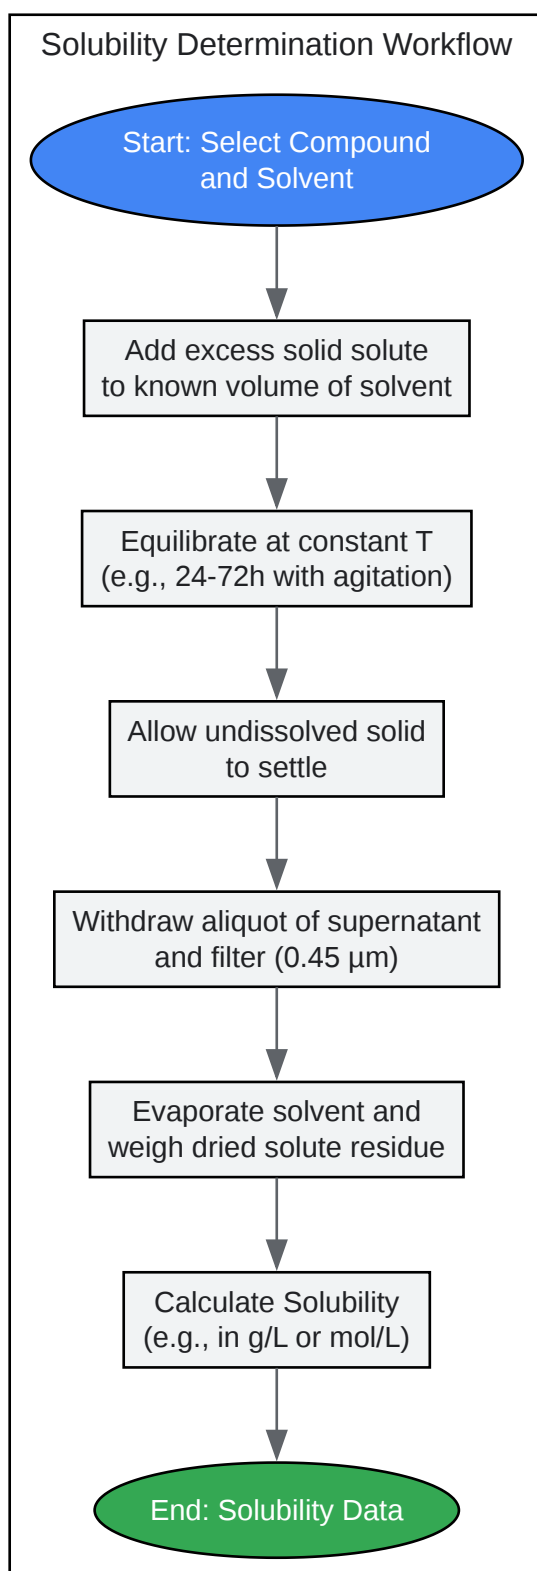 Solubility Determination Workflow
Start: Select Compound
and Solvent
Add excess solid solute
to known volume of solvent
Equilibrate at constant T
(e.g., 24-72h with agitation)
Allow undissolved solid
to settle
Withdraw aliquot of supernatant
and filter (0.45 µm)
Evaporate solvent and
weigh dried solute residue
Calculate Solubility
(e.g., in g/L or mol/L)
End: Solubility Data